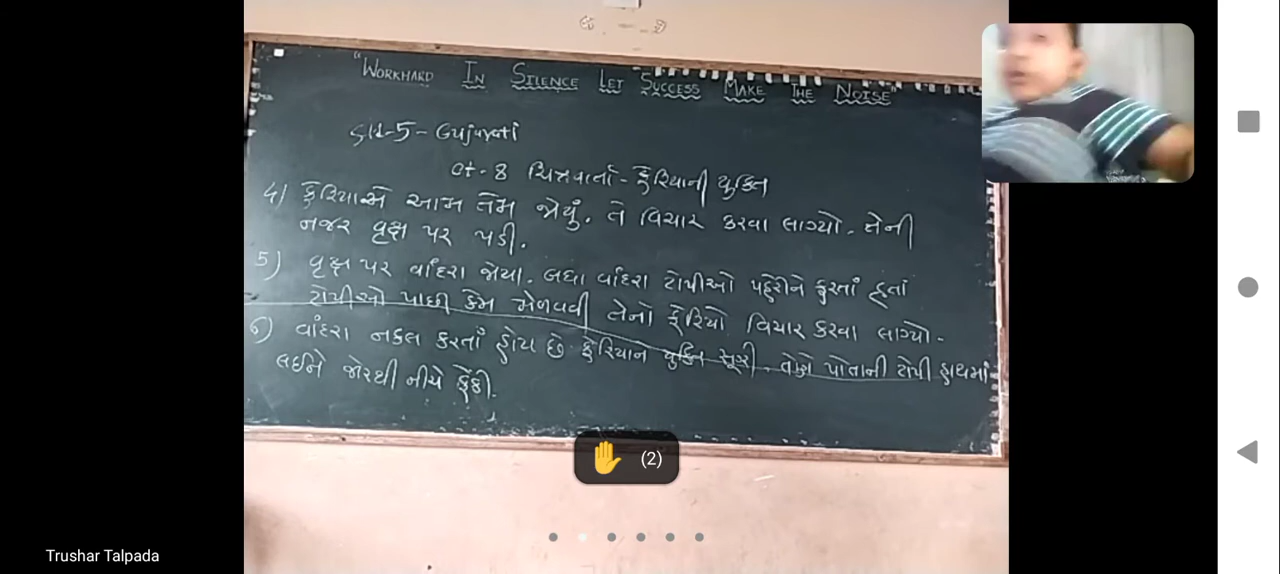 "WORKHARD IN SILENCE LET SUCCESS MAKE THE NOISE"
Std-5 - Gujarati
ct-8 ચિત્રવાર્તા - ફેરિયાની યુક્તિ
4) ફેરિયાએ આમ તેમ જોયું. તે વિચાર કરવા લાગ્યો. તેની
નજર વૃક્ષ પર પડી.
5) વૃક્ષ પર વાંદરા જોયા. બધા વાંદરા ટોપીઓ પહેરીને ફરતાં હતાં
ટોપીઓ પાછી કેમ મેળવવી તેનો ફેરિયો વિચાર કરવા લાગ્યો.
6) વાંદરા નકલ કરતાં હોય છે. ફેરિયાન યુક્તિ સૂઝી. તેણે પોતાની ટોપી હાથમાં
લઈને જોરથી નીચે ફેંકી.
✋ (2)
Trushar Talpada